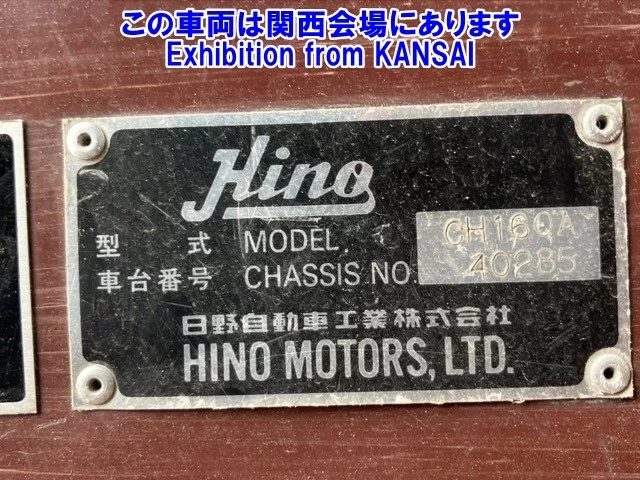 この車両は関西会場にあります
Exhibition from KANSAI
Hino
型 式 MODEL. CH160A
車台番号 CHASSIS NO. 40285
日野自動車工業株式会社
HINO MOTORS, LTD.